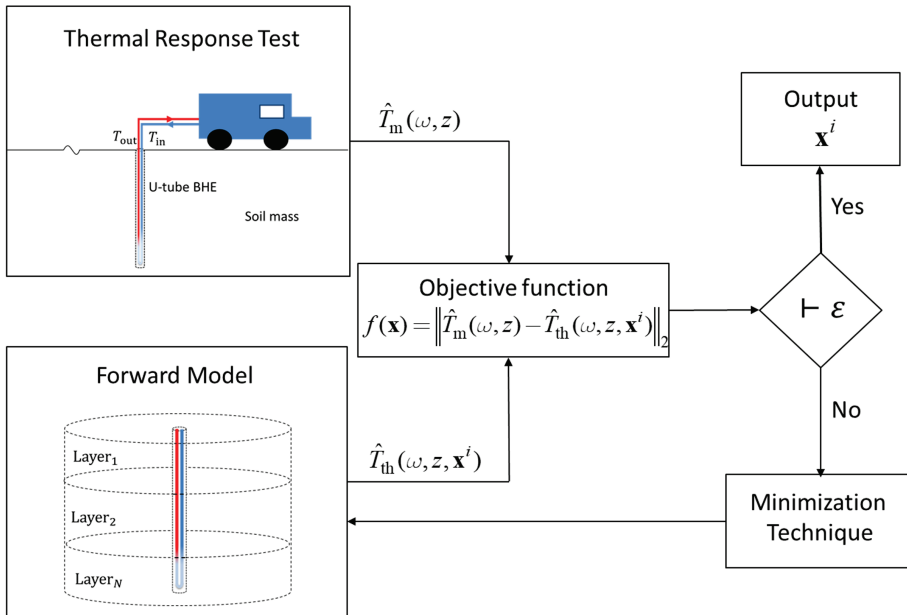 Thermal Response Test
T_out T_in
U-tube BHE
Soil mass
T̂_m(ω, z)
Output
x^i
Yes
Objective function
f(x) = ‖T̂_m(ω, z) − T̂_th(ω, z, x^i)‖_2
⊢ ε
No
Forward Model
Layer_1
Layer_2
Layer_N
T̂_th(ω, z, x^i)
Minimization
Technique